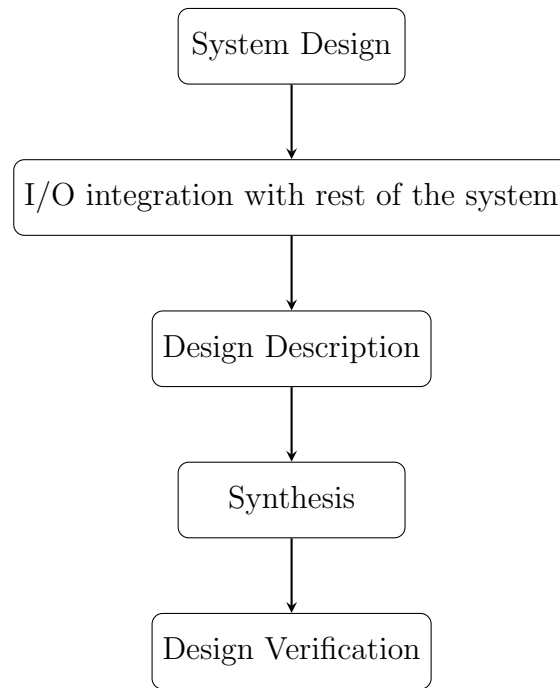 System Design
I/O integration with rest of the system
Design Description
Synthesis
Design Verification